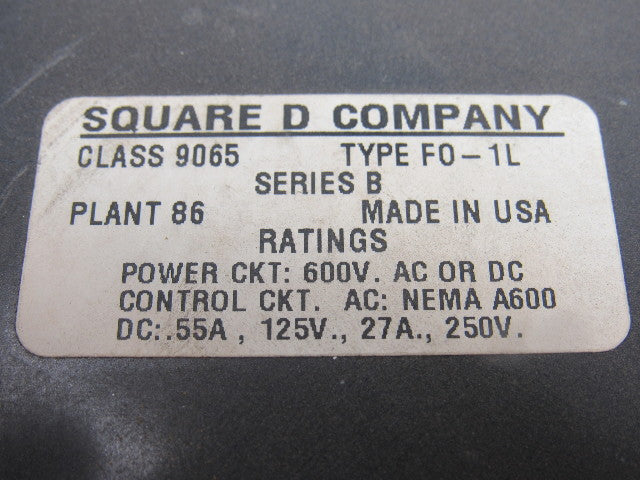 SQUARE D COMPANY
CLASS 9065 TYPE FO-1L
SERIES B
PLANT 86 MADE IN USA
RATINGS
POWER CKT: 600V. AC OR DC
CONTROL CKT. AC: NEMA A600
DC:.55A , 125V., 27A., 250V.